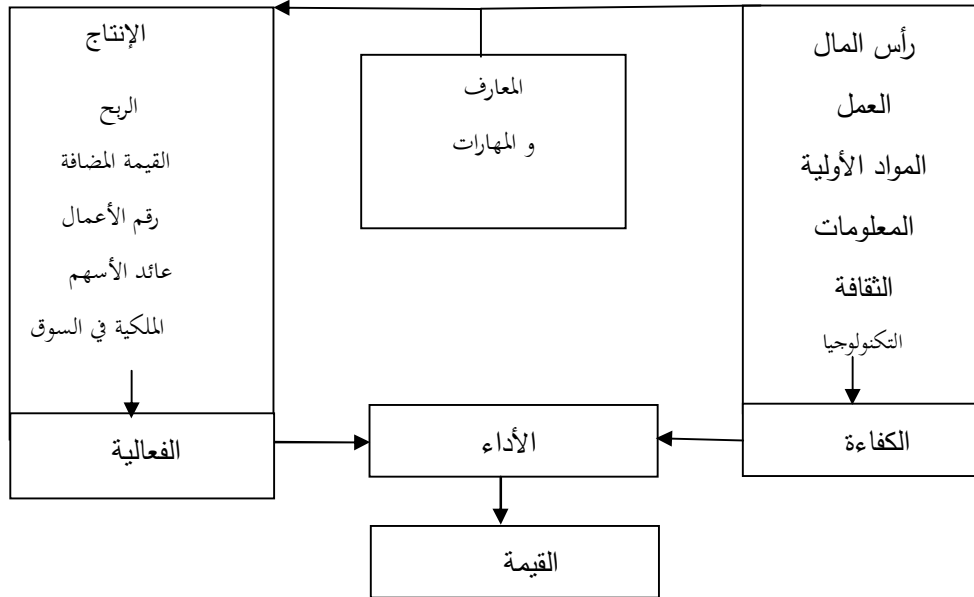 رأس المال
العمل
المواد الأولية
المعلومات
الثقافة
التكنولوجيا
الكفاءة
المعارف
و المهارات
الإنتاج
الربح
القيمة المضافة
رقم الأعمال
عائد الأسهم
الملكية في السوق
الفعالية
الأداء
القيمة